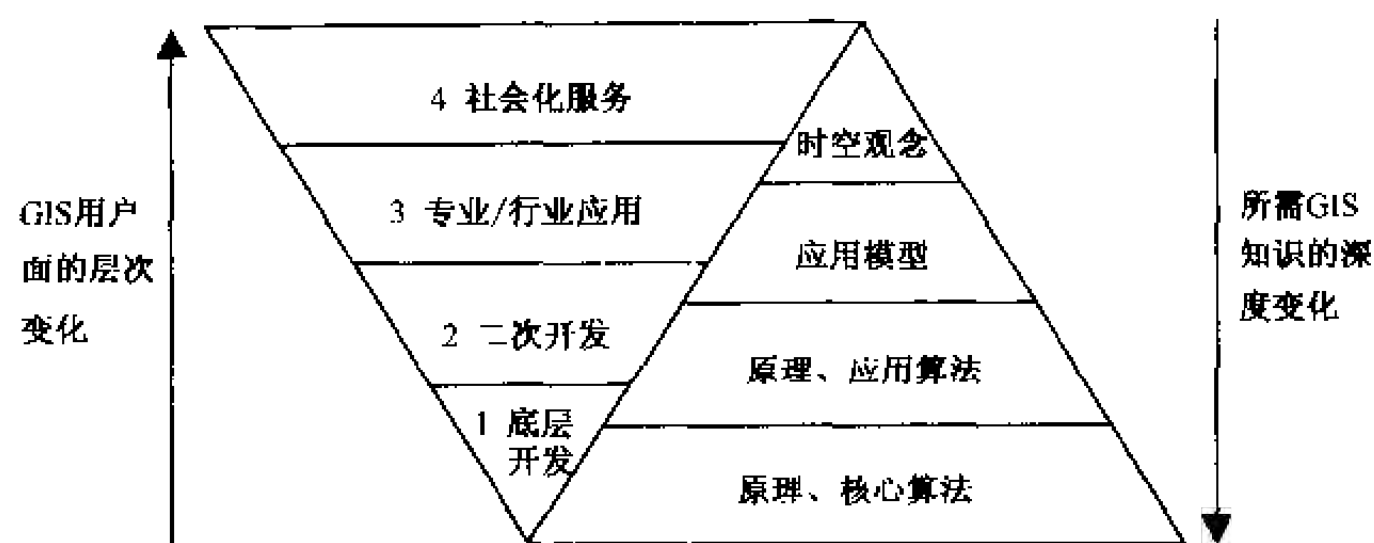 4 社会化服务
时空观念
3 专业/行业应用
GIS用户
面的层次
变化
所需GIS
知识的深
度变化
应用模型
2 二次开发
原理、应用算法
1 底层
开发
原理、核心算法